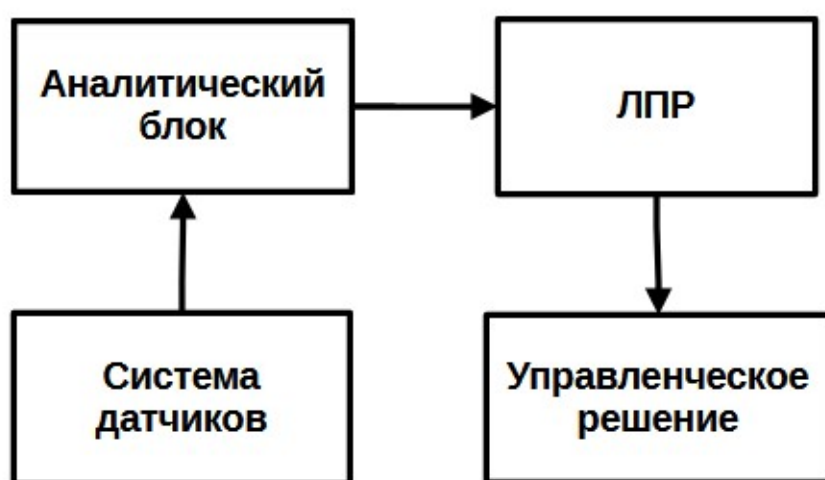 Аналитический
блок
ЛПР
Система
датчиков
Управленческое
решение